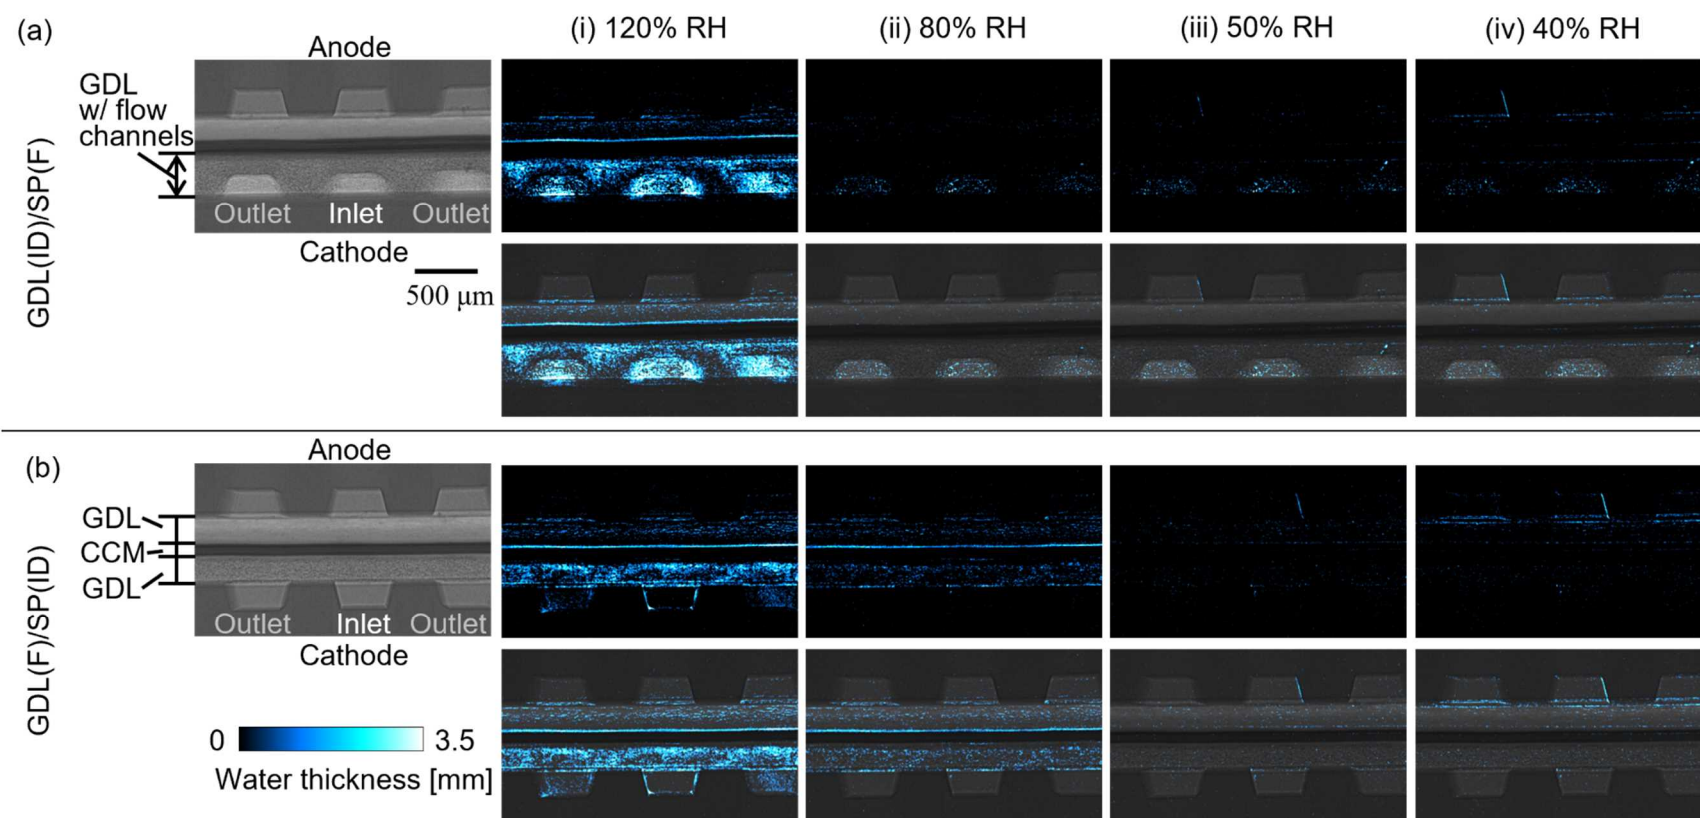 (a)
(i) 120% RH
(ii) 80% RH
(iii) 50% RH
(iv) 40% RH
Anode
GDL
w/ flow
channels
GDL(ID)/SP(F)
Outlet
Inlet
Outlet
Cathode
500 μm
(b)
Anode
GDL
CCM
GDL
GDL(F)/SP(ID)
Outlet
Inlet
Outlet
Cathode
0
3.5
Water thickness [mm]